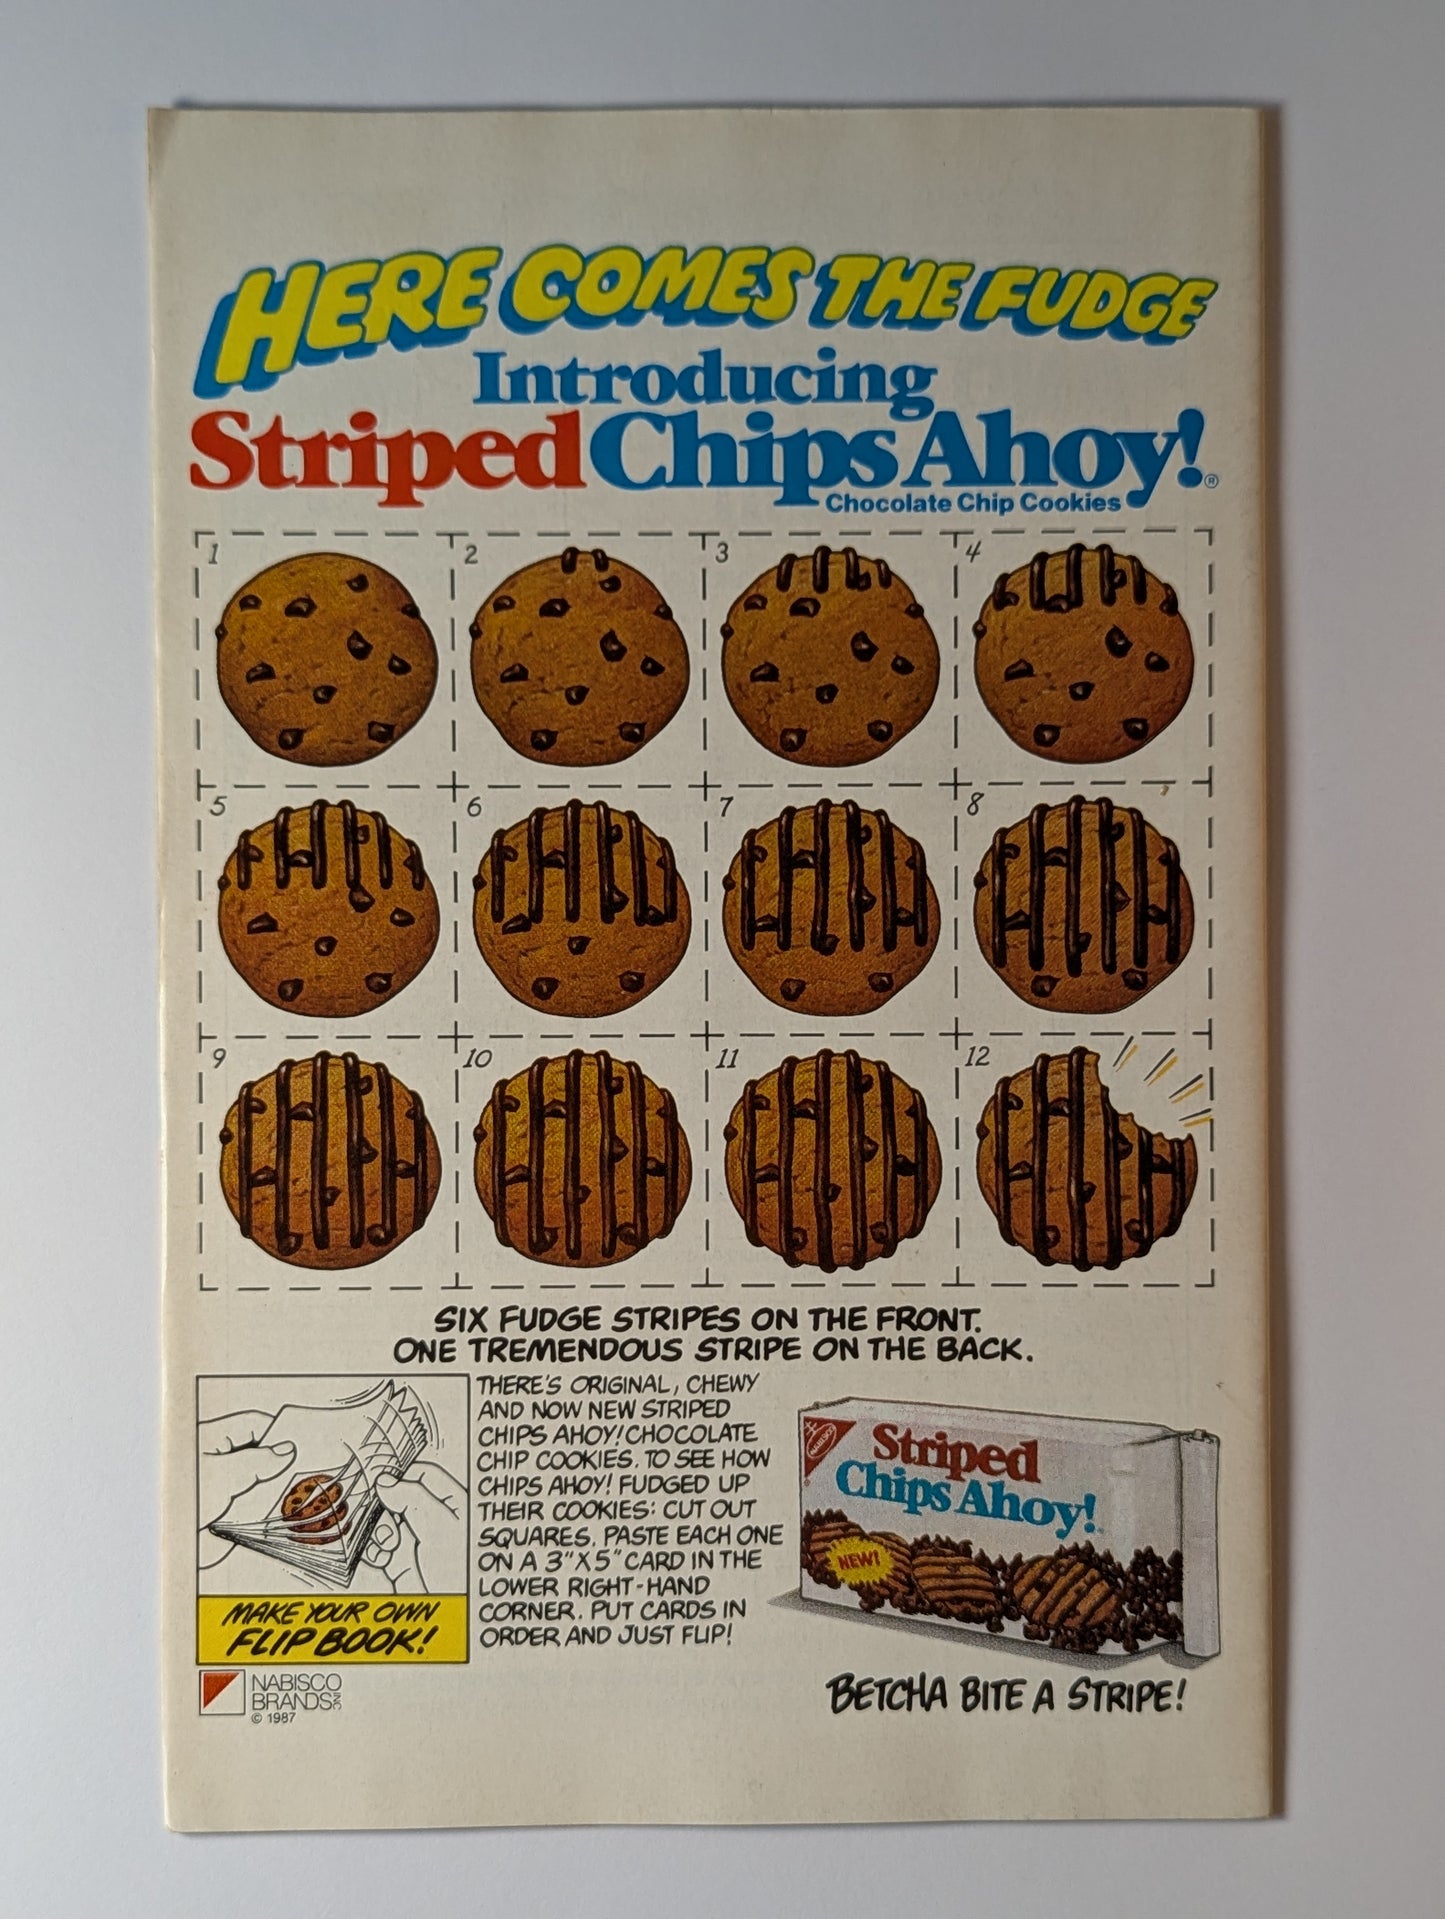 HERE COMES THE FUDGE
Introducing
Striped Chips Ahoy!®
Chocolate Chip Cookies
1
2
3
4
5
6
7
8
9
10
11
12
SIX FUDGE STRIPES ON THE FRONT.
ONE TREMENDOUS STRIPE ON THE BACK.
MAKE YOUR OWN
FLIP BOOK!
THERE'S ORIGINAL, CHEWY
AND NOW NEW STRIPED
CHIPS AHOY! CHOCOLATE
CHIP COOKIES. TO SEE HOW
CHIPS AHOY! FUDGED UP
THEIR COOKIES: CUT OUT
SQUARES. PASTE EACH ONE
ON A 3"X 5" CARD IN THE
LOWER RIGHT-HAND
CORNER. PUT CARDS IN
ORDER AND JUST FLIP!
NABISCO
Striped
Chips Ahoy!
NEW!
BETCHA BITE A STRIPE!
NABISCO
BRANDS INC
© 1987